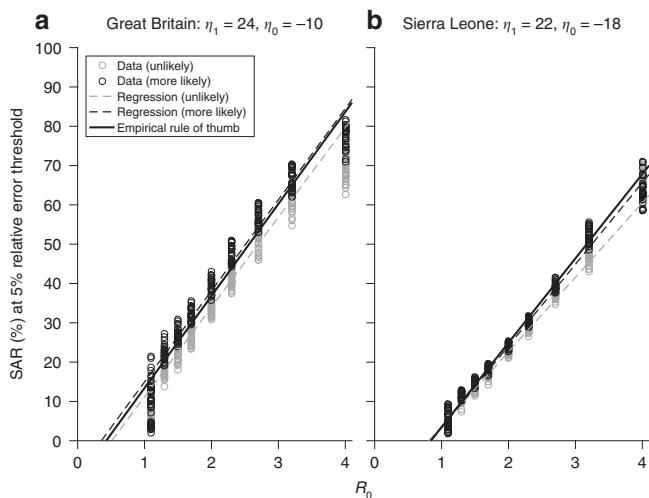 a Great Britain: η1 = 24, η0 = –10
b Sierra Leone: η1 = 22, η0 = –18
SAR (%) at 5% relative error threshold
100
90
80
70
60
50
40
30
20
10
0
Data (unlikely)
Data (more likely)
Regression (unlikely)
Regression (more likely)
Empirical rule of thumb
0 1 2 3 4 0 1 2 3 4
R0